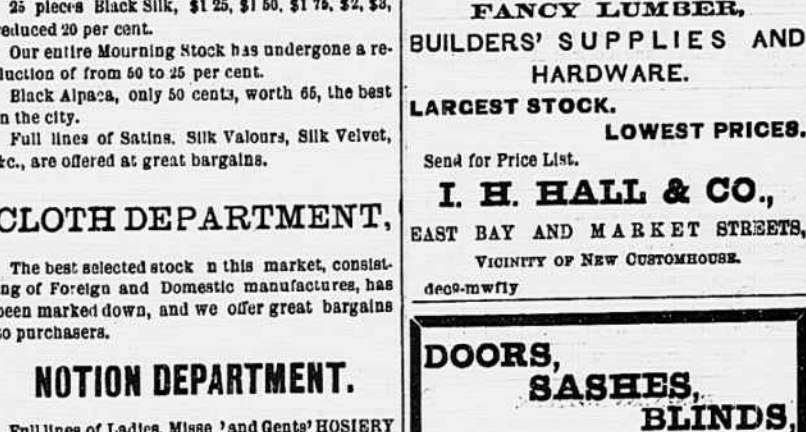 25 pleces Black Silk, $1 25, $1 50, $1 75, $2, $3,
reduced 20 per cent.
Our entire Mourning Stock has undergone a re-
duction of from 50 to 25 per cent.
Black Alpaca, only 50 cents, worth 65, the best
in the city.
Full lines of Satins, Silk Valours, Silk Velvet,
&c., are offered at great bargains.
CLOTH DEPARTMENT,
The best selected stock n this market, consist-
ing of Foreign and Domestic manufactures, has
been marked down, and we offer great bargains
to purchasers.
NOTION DEPARTMENT.
Full lines of Ladies, Misse ' and Gents' HOSIERY
FANCY LUMBER,
BUILDERS' SUPPLIES AND
HARDWARE.
LARGEST STOCK.
LOWEST PRICES.
Send for Price List.
I. H. HALL & CO.,
EAST BAY AND MARKET STREETS,
VICINITY OF NEW CUSTOMHOUSE.
dec9-mwf1y
DOORS,
SASHES,
BLINDS,